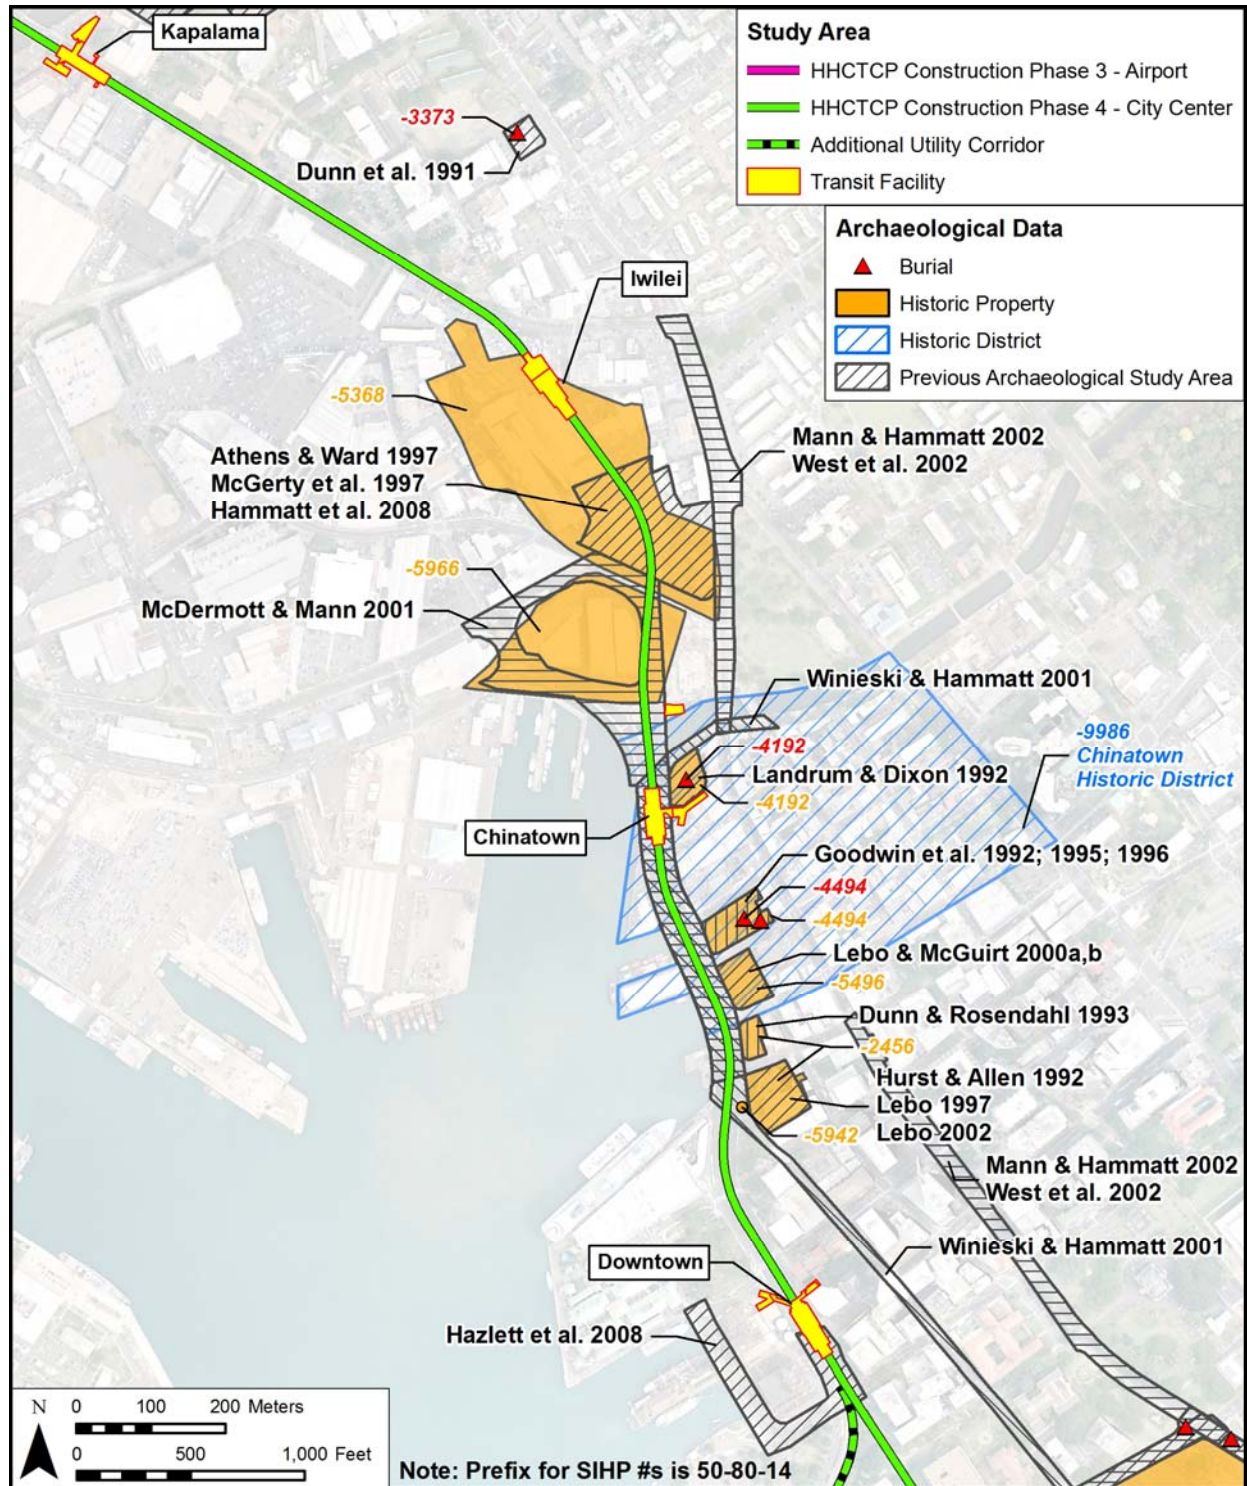 Kapalama
Study Area
HHCTCP Construction Phase 3 - Airport
HHCTCP Construction Phase 4 - City Center
Additional Utility Corridor
Transit Facility
-3373
Dunn et al. 1991
Archaeological Data
Burial
Historic Property
Historic District
Previous Archaeological Study Area
Iwilei
-5368
Athens & Ward 1997
McGerty et al. 1997
Hammatt et al. 2008
Mann & Hammatt 2002
West et al. 2002
-5966
McDermott & Mann 2001
Winieski & Hammatt 2001
-9986
Chinatown
Historic District
-4192
Landrum & Dixon 1992
-4192
Chinatown
Goodwin et al. 1992; 1995; 1996
-4494
-4494
Lebo & McGuirt 2000a,b
-5496
Dunn & Rosendahl 1993
-2456
Hurst & Allen 1992
Lebo 1997
Lebo 2002
-5942
Mann & Hammatt 2002
West et al. 2002
Winieski & Hammatt 2001
Downtown
Hazlett et al. 2008
N
0 100 200 Meters
0 500 1,000 Feet
Note: Prefix for SIHP #s is 50-80-14